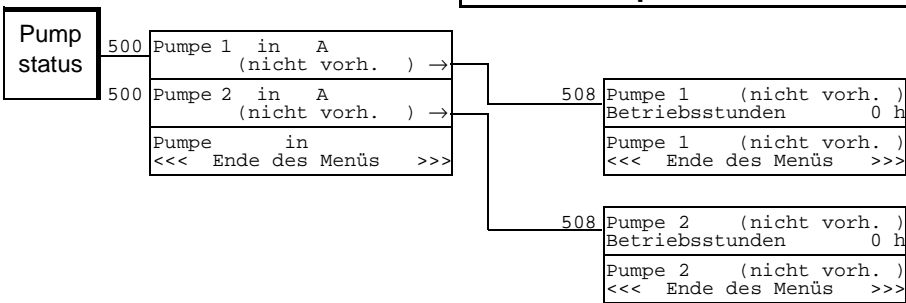 Pump
status
500 Pumpe 1 in A
(nicht vorh. ) →
500 Pumpe 2 in A
(nicht vorh. ) →
Pumpe in
<<< Ende des Menüs >>>
508 Pumpe 1 (nicht vorh. )
Betriebsstunden 0 h
Pumpe 1 (nicht vorh. )
<<< Ende des Menüs >>>
508 Pumpe 2 (nicht vorh. )
Betriebsstunden 0 h
Pumpe 2 (nicht vorh. )
<<< Ende des Menüs >>>